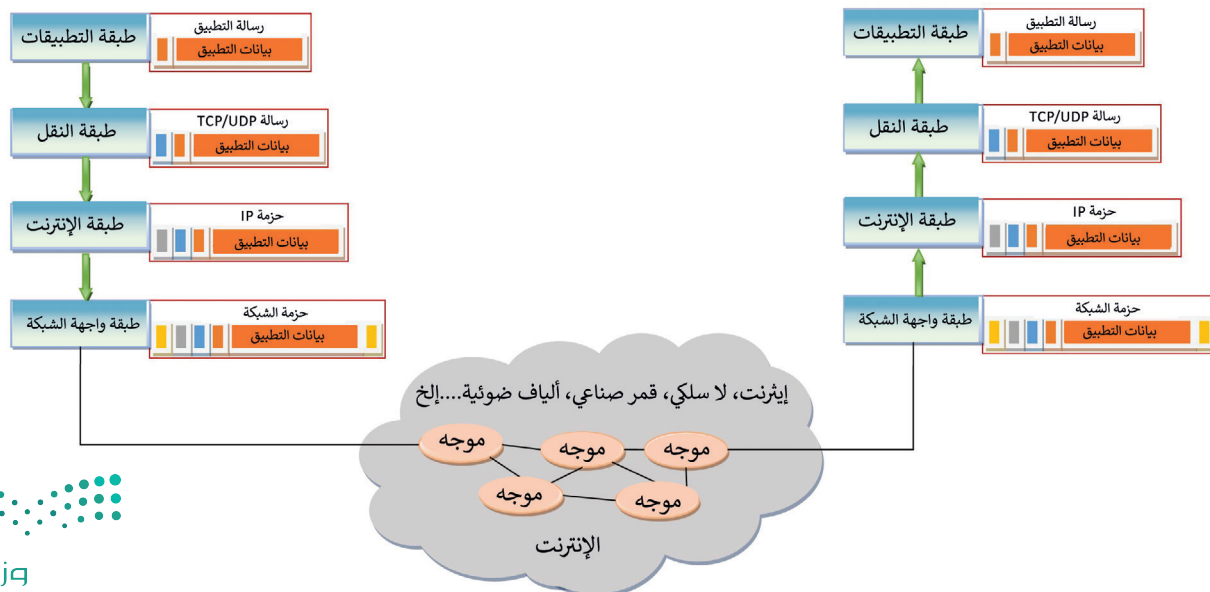 طبقة التطبيقات
رسالة التطبيق
بيانات التطبيق
طبقة النقل
رسالة TCP/UDP
بيانات التطبيق
طبقة الإنترنت
حزمة IP
بيانات التطبيق
طبقة واجهة الشبكة
حزمة الشبكة
بيانات التطبيق
طبقة التطبيقات
رسالة التطبيق
بيانات التطبيق
طبقة النقل
رسالة TCP/UDP
بيانات التطبيق
طبقة الإنترنت
حزمة IP
بيانات التطبيق
طبقة واجهة الشبكة
حزمة الشبكة
بيانات التطبيق
إيثرنت، لا سلكي، قمر صناعي، ألياف ضوئية....إلخ
موجه
موجه
موجه
موجه
موجه
الإنترنت